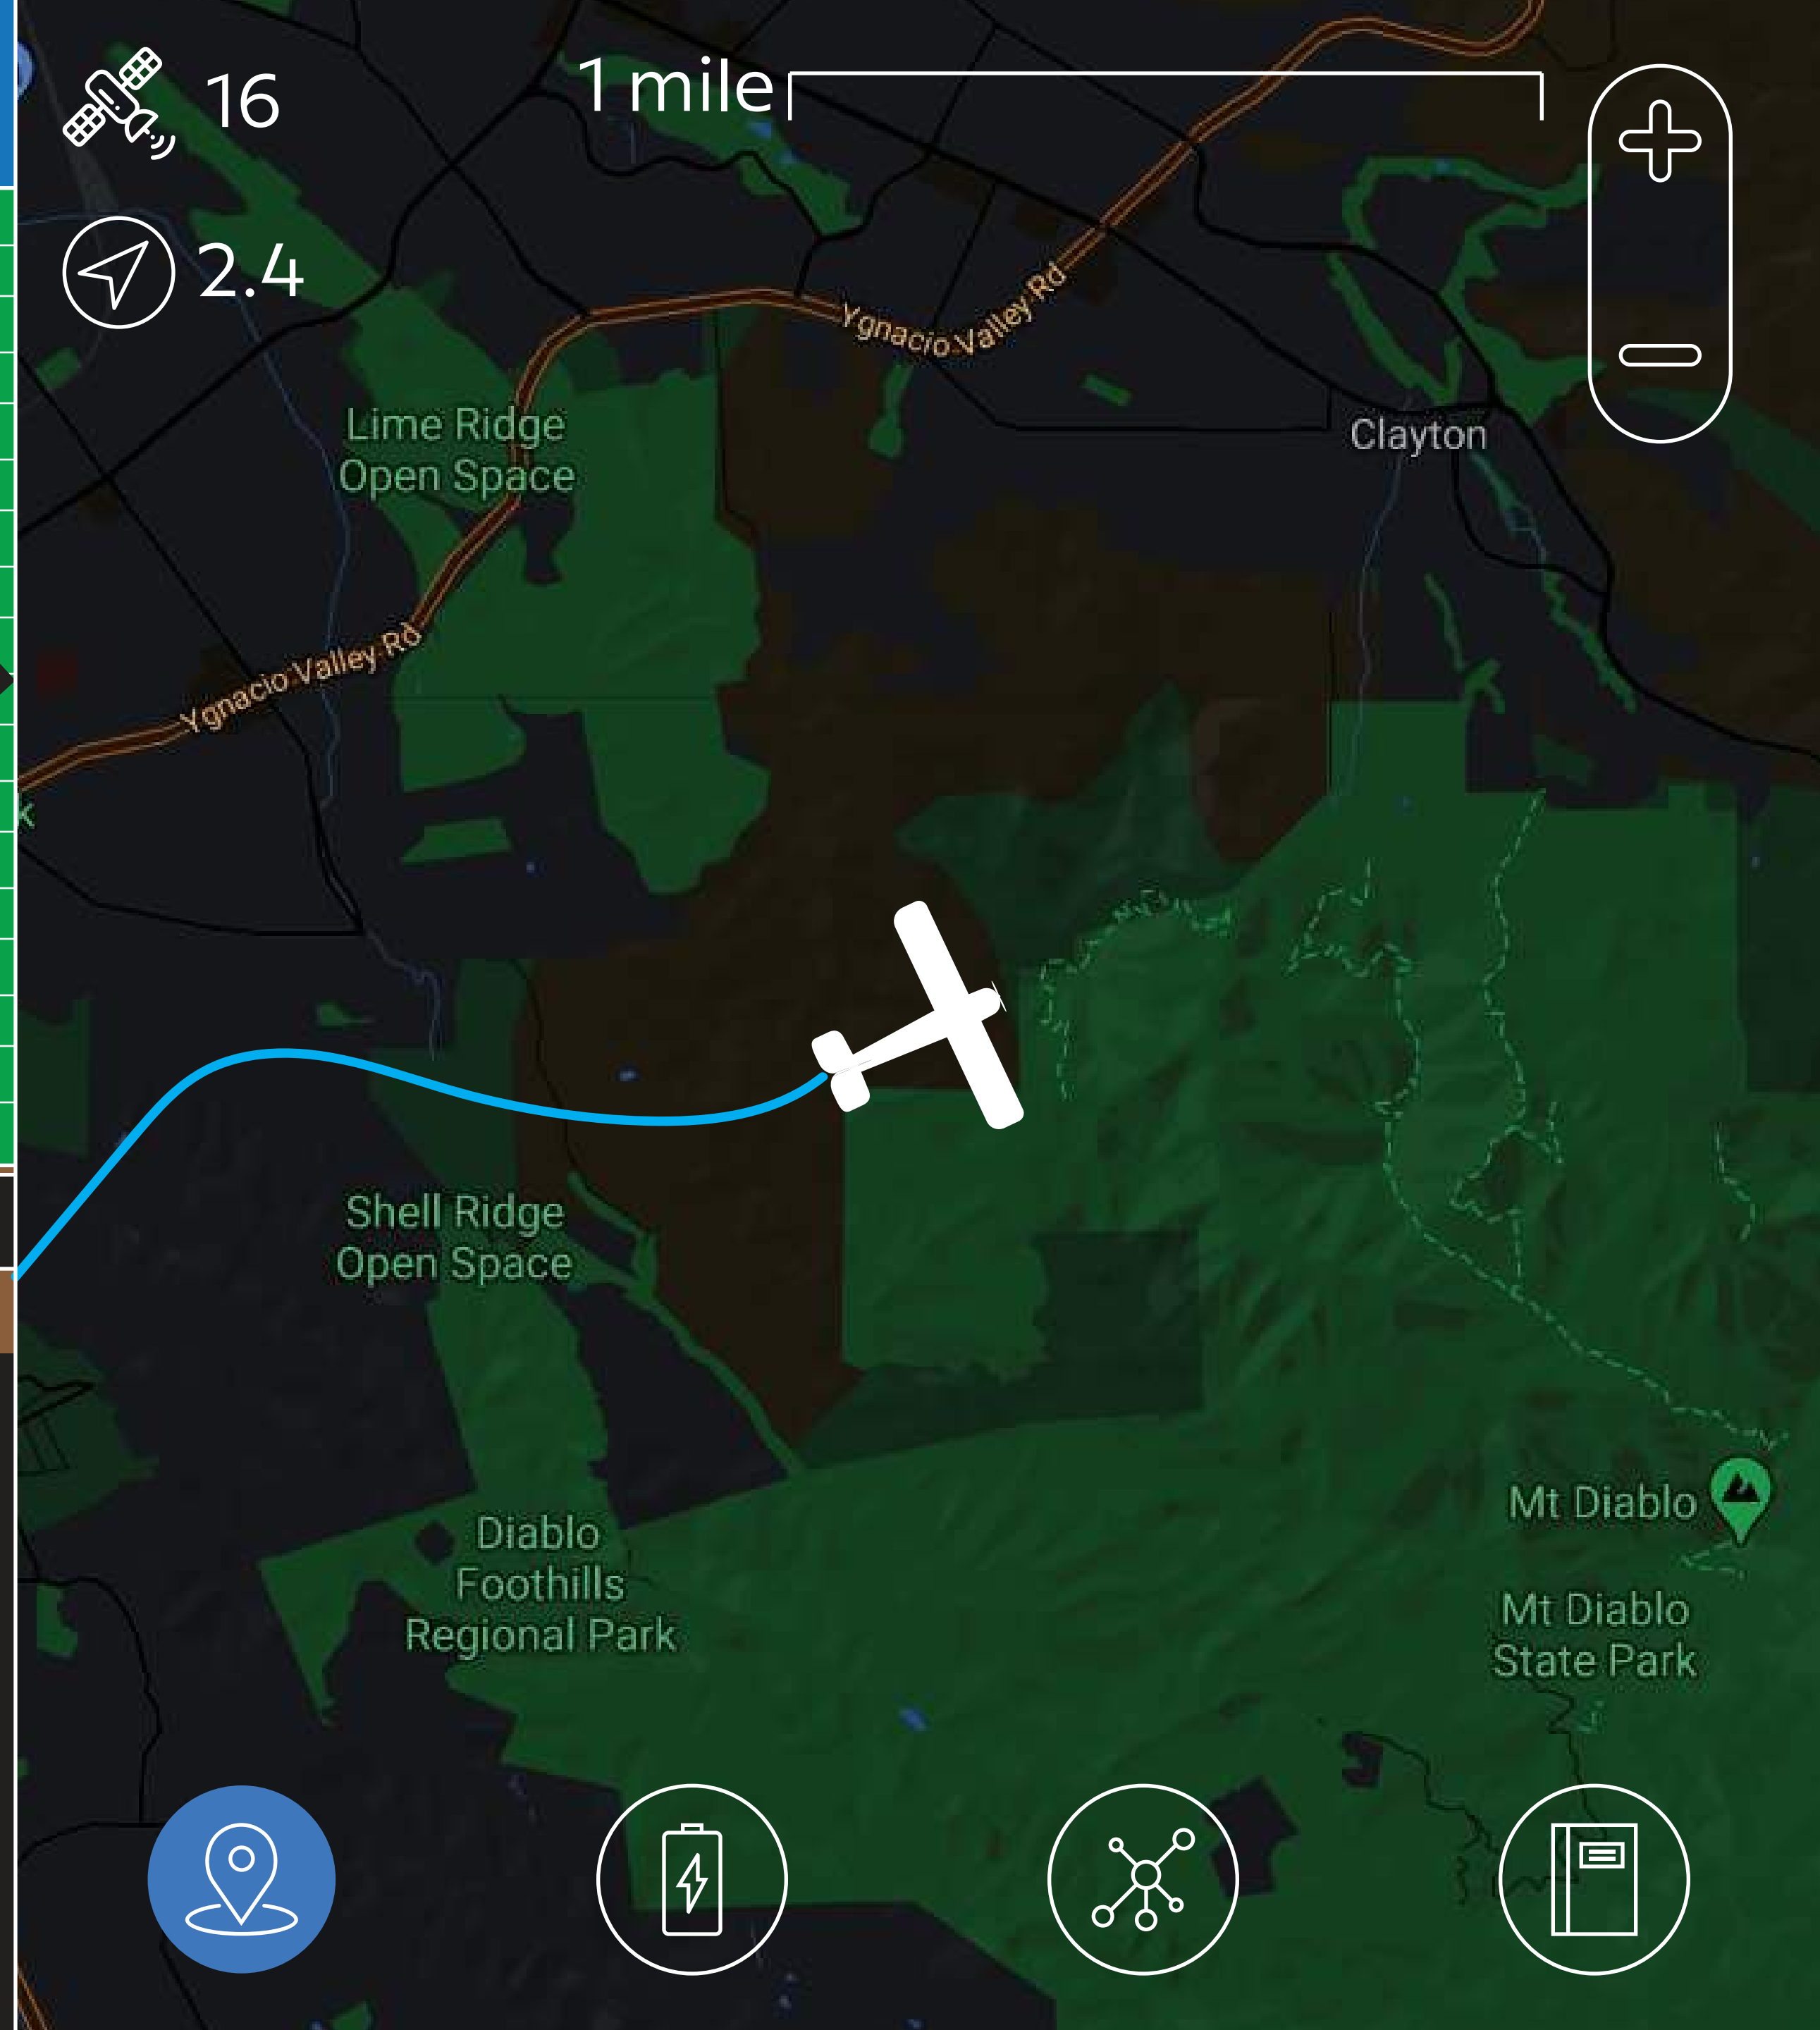 16
1 mile
2.4
Ygnacio Valley Rd
Lime Ridge
Open Space
Clayton
Ygnacio Valley Rd
k
Shell Ridge
Open Space
Mt Diablo
Diablo
Foothills
Regional Park
Mt Diablo
State Park